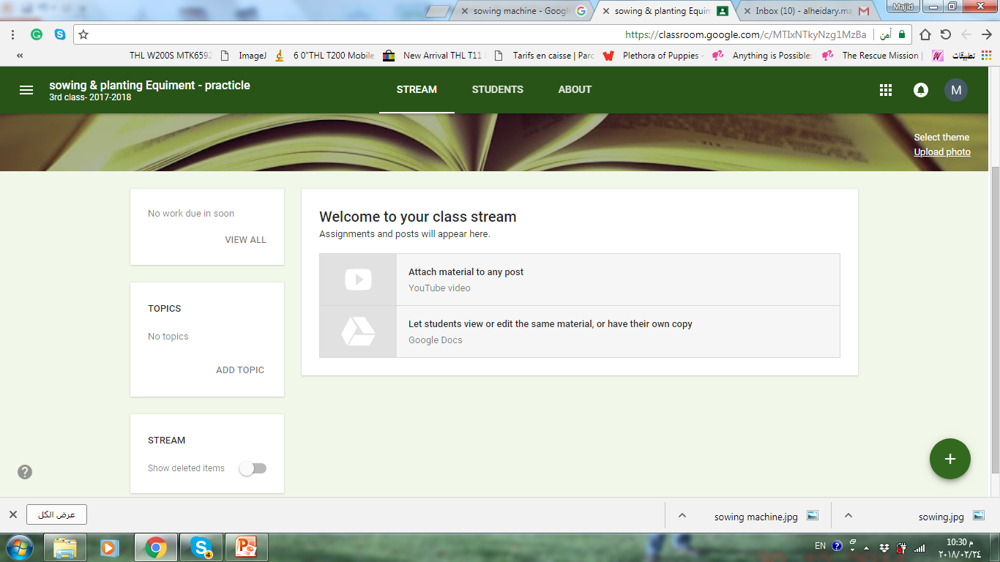 sowing machine - Googl
sowing & planting Equim
Inbox (10) - alheidary.ma
Majid
https://classroom.google.com/c/MTIxNTkyNzg1MzBa
آمن
THL W200S MTK6592
ImageJ
6 0"THL T200 Mobile
New Arrival THL T11
Tarifs en caisse | Parc
Plethora of Puppies -
Anything is Possible:
The Rescue Mission |
تطبيقات
sowing & planting Equiment - practicle
3rd class- 2017-2018
STREAM
STUDENTS
ABOUT
M
Select theme
Upload photo
No work due in soon
VIEW ALL
TOPICS
No topics
ADD TOPIC
STREAM
Show deleted items
Welcome to your class stream
Assignments and posts will appear here.
Attach material to any post
YouTube video
Let students view or edit the same material, or have their own copy
Google Docs
عرض الكل
sowing machine.jpg
sowing.jpg
4
EN
10:30 م
٢٠١٨/٠٢/٢٤